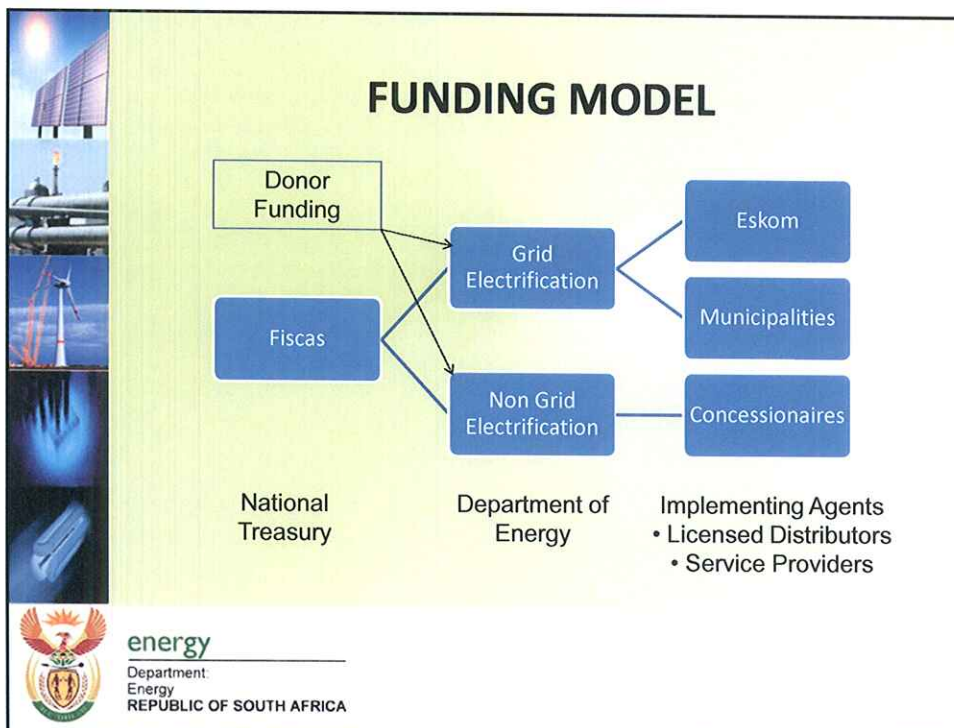 FUNDING MODEL
Donor
Funding
Fiscas
Grid
Electrification
Non Grid
Electrification
Eskom
Municipalities
Concessionaires
National
Treasury
Department of
Energy
Implementing Agents
• Licensed Distributors
• Service Providers
energy
Department:
Energy
REPUBLIC OF SOUTH AFRICA